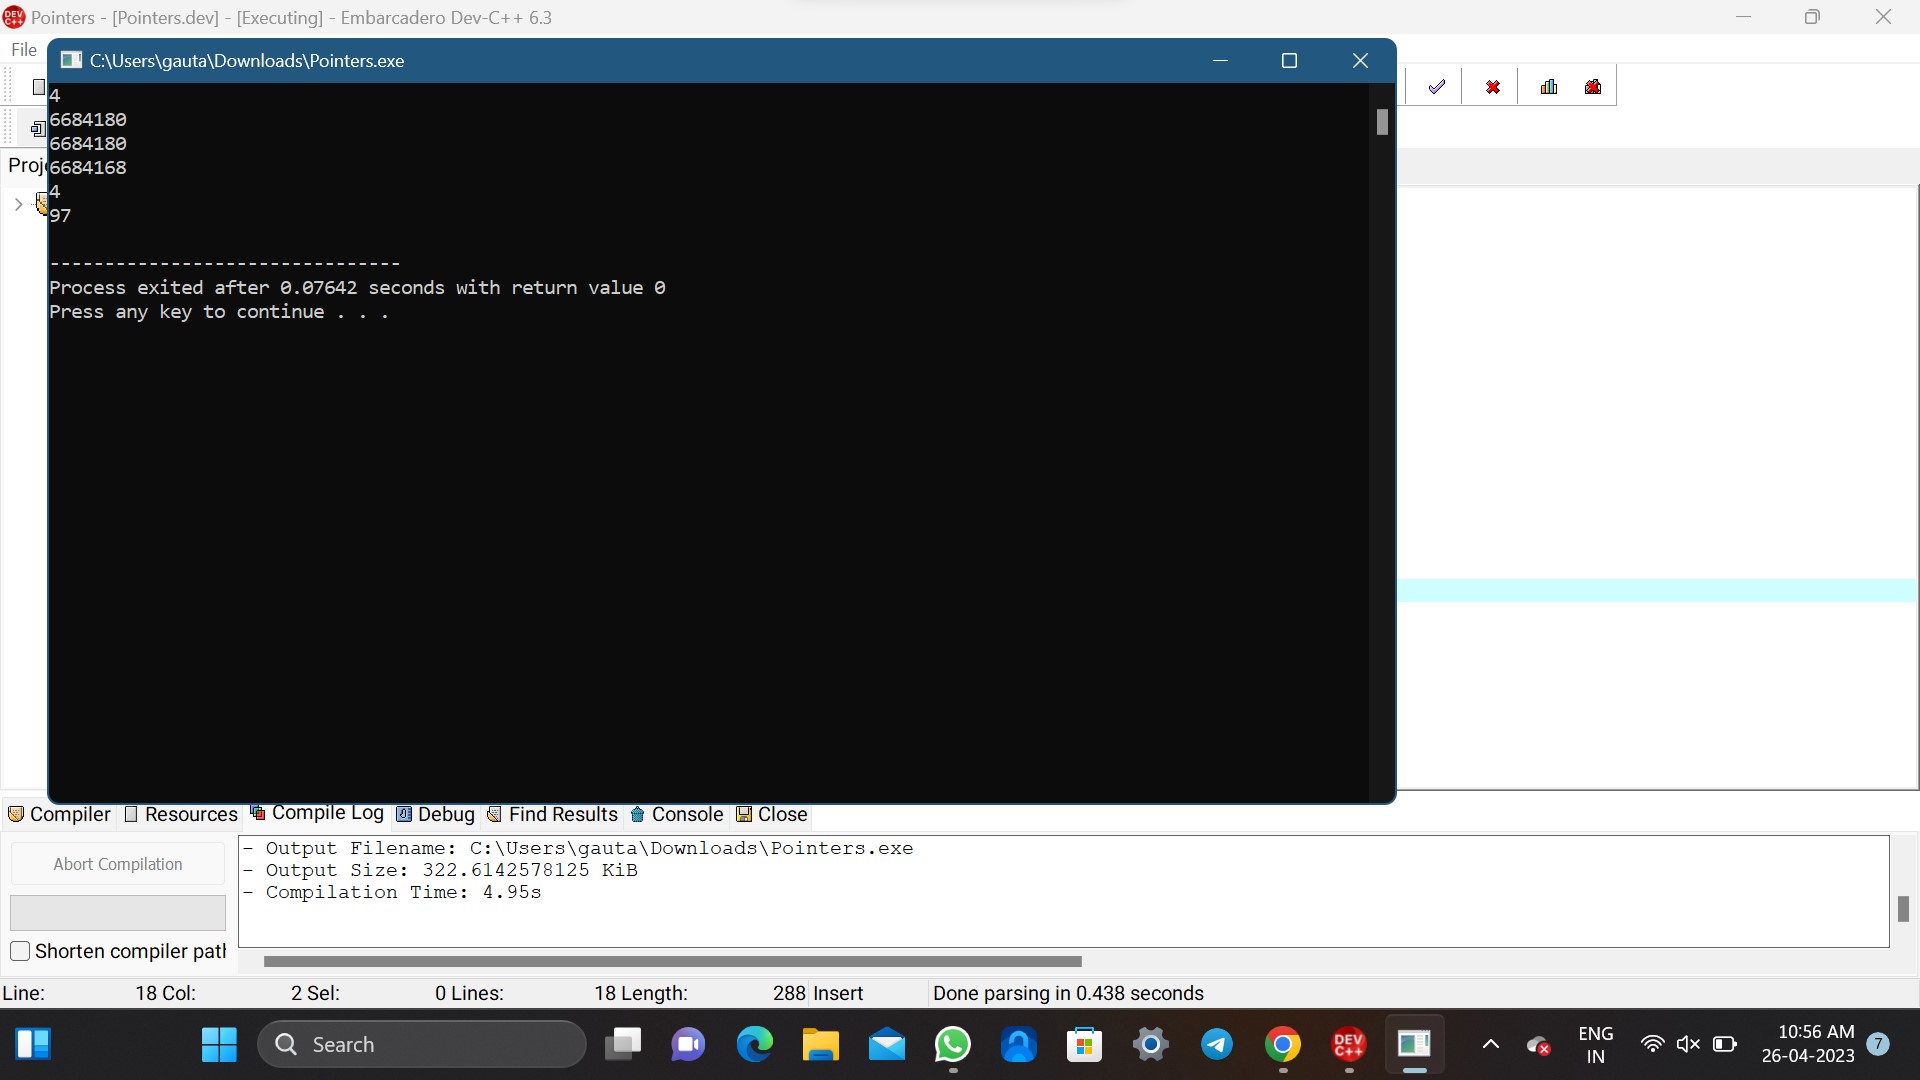 Pointers - [Pointers.dev] - [Executing] - Embarcadero Dev-C++ 6.3
File
C:\Users\gauta\Downloads\Pointers.exe
4
6684180
6684180
6684168
4
97
--------------------------------
Process exited after 0.07642 seconds with return value 0
Press any key to continue . . .
Proje
Compiler Resources Compile Log Debug Find Results Console Close
Abort Compilation
- Output Filename: C:\Users\gauta\Downloads\Pointers.exe
- Output Size: 322.6142578125 KiB
- Compilation Time: 4.95s
Shorten compiler path
Line: 18 Col: 2 Sel: 0 Lines: 18 Length: 288 Insert Done parsing in 0.438 seconds
Search
DEV C++
ENG
IN
10:56 AM
26-04-2023
7